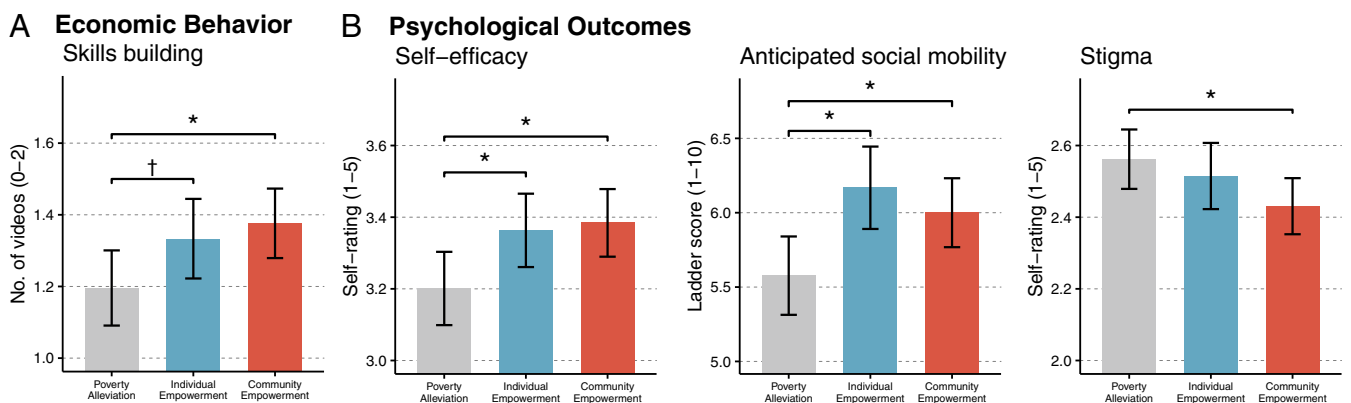 A Economic Behavior
Skills building
No. of videos (0−2)
1.6
1.4
1.2
1.0
*
†
Poverty
Alleviation
Individual
Empowerment
Community
Empowerment
B Psychological Outcomes
Self−efficacy
Self−rating (1−5)
3.6
3.4
3.2
3.0
*
*
Poverty
Alleviation
Individual
Empowerment
Community
Empowerment
Anticipated social mobility
Ladder score (1−10)
6.5
6.0
5.5
5.0
*
*
Poverty
Alleviation
Individual
Empowerment
Community
Empowerment
Stigma
Self−rating (1−5)
2.6
2.4
2.2
2.0
*
Poverty
Alleviation
Individual
Empowerment
Community
Empowerment